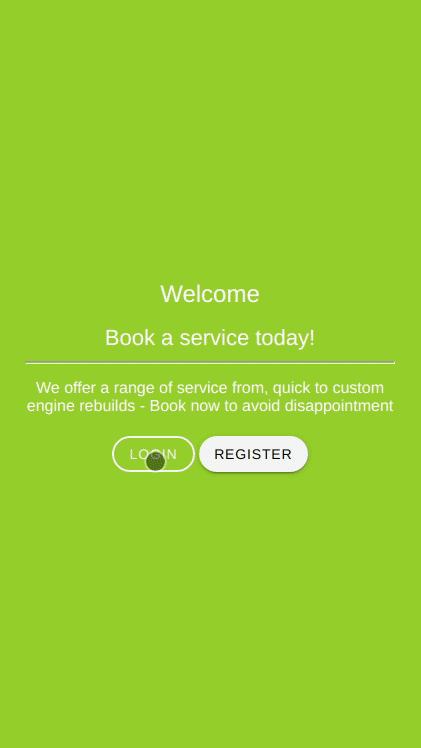 Welcome
Book a service today!
We offer a range of service from, quick to custom
engine rebuilds - Book now to avoid disappointment
LOGIN
REGISTER